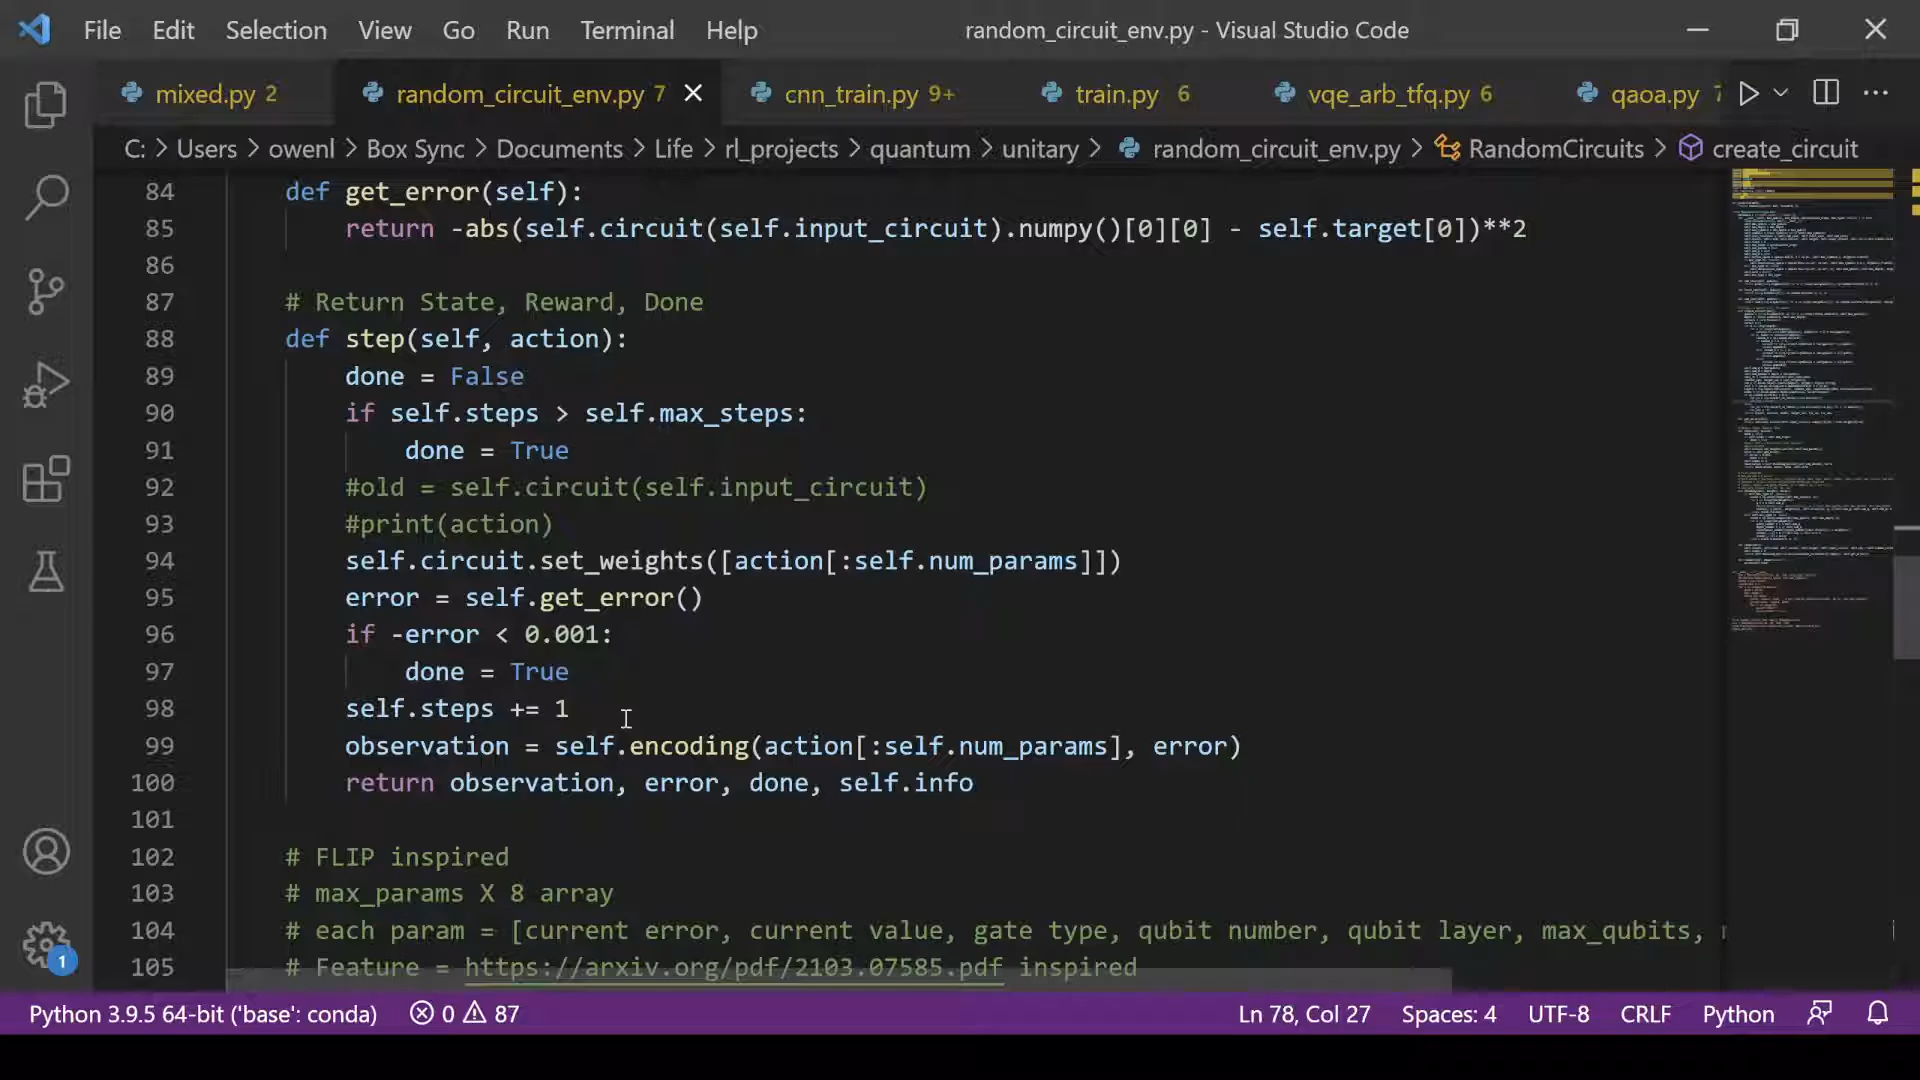 File Edit Selection View Go Run Terminal Help random_circuit_env.py - Visual Studio Code
mixed.py 2 random_circuit_env.py 7 cnn_train.py 9+ train.py 6 vqe_arb_tfq.py 6 qaoa.py 7
C: > Users > owenl > Box Sync > Documents > Life > rl_projects > quantum > unitary > random_circuit_env.py > RandomCircuits > create_circuit
84 def get_error(self):
85 return -abs(self.circuit(self.input_circuit).numpy()[0][0] - self.target[0])**2
86
87 # Return State, Reward, Done
88 def step(self, action):
89 done = False
90 if self.steps > self.max_steps:
91 done = True
92 #old = self.circuit(self.input_circuit)
93 #print(action)
94 self.circuit.set_weights([action[:self.num_params]])
95 error = self.get_error()
96 if -error < 0.001:
97 done = True
98 self.steps += 1
99 observation = self.encoding(action[:self.num_params], error)
100 return observation, error, done, self.info
101
102 # FLIP inspired
103 # max_params X 8 array
104 # each param = [current error, current value, gate type, qubit number, qubit layer, max_qubits,
105 # Feature = https://arxiv.org/pdf/2103.07585.pdf inspired
1
Python 3.9.5 64-bit ('base': conda) 0 87 Ln 78, Col 27 Spaces: 4 UTF-8 CRLF Python